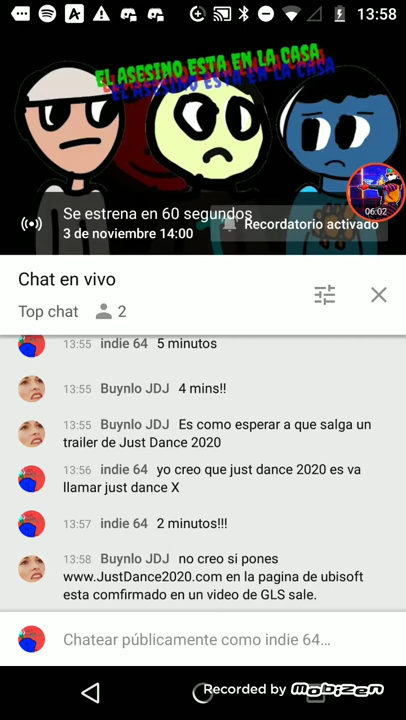 13:58
EL ASESINO ESTA EN LA CASA
EL ASESINO ESTA EN LA CASA
Se estrena en 60 segundos
3 de noviembre 14:00
Recordatorio activado
06:02
Chat en vivo
Top chat 2
13:55 indie 64 5 minutos
13:55 Buynlo JDJ 4 mins!!
13:55 Buynlo JDJ Es como esperar a que salga un
trailer de Just Dance 2020
13:56 indie 64 yo creo que just dance 2020 es va
llamar just dance X
13:57 indie 64 2 minutos!!!
13:58 Buynlo JDJ no creo si pones
www.JustDance2020.com en la pagina de ubisoft
esta comfirmado en un video de GLS sale.
Chatear públicamente como indie 64...
Recorded by Mobizen